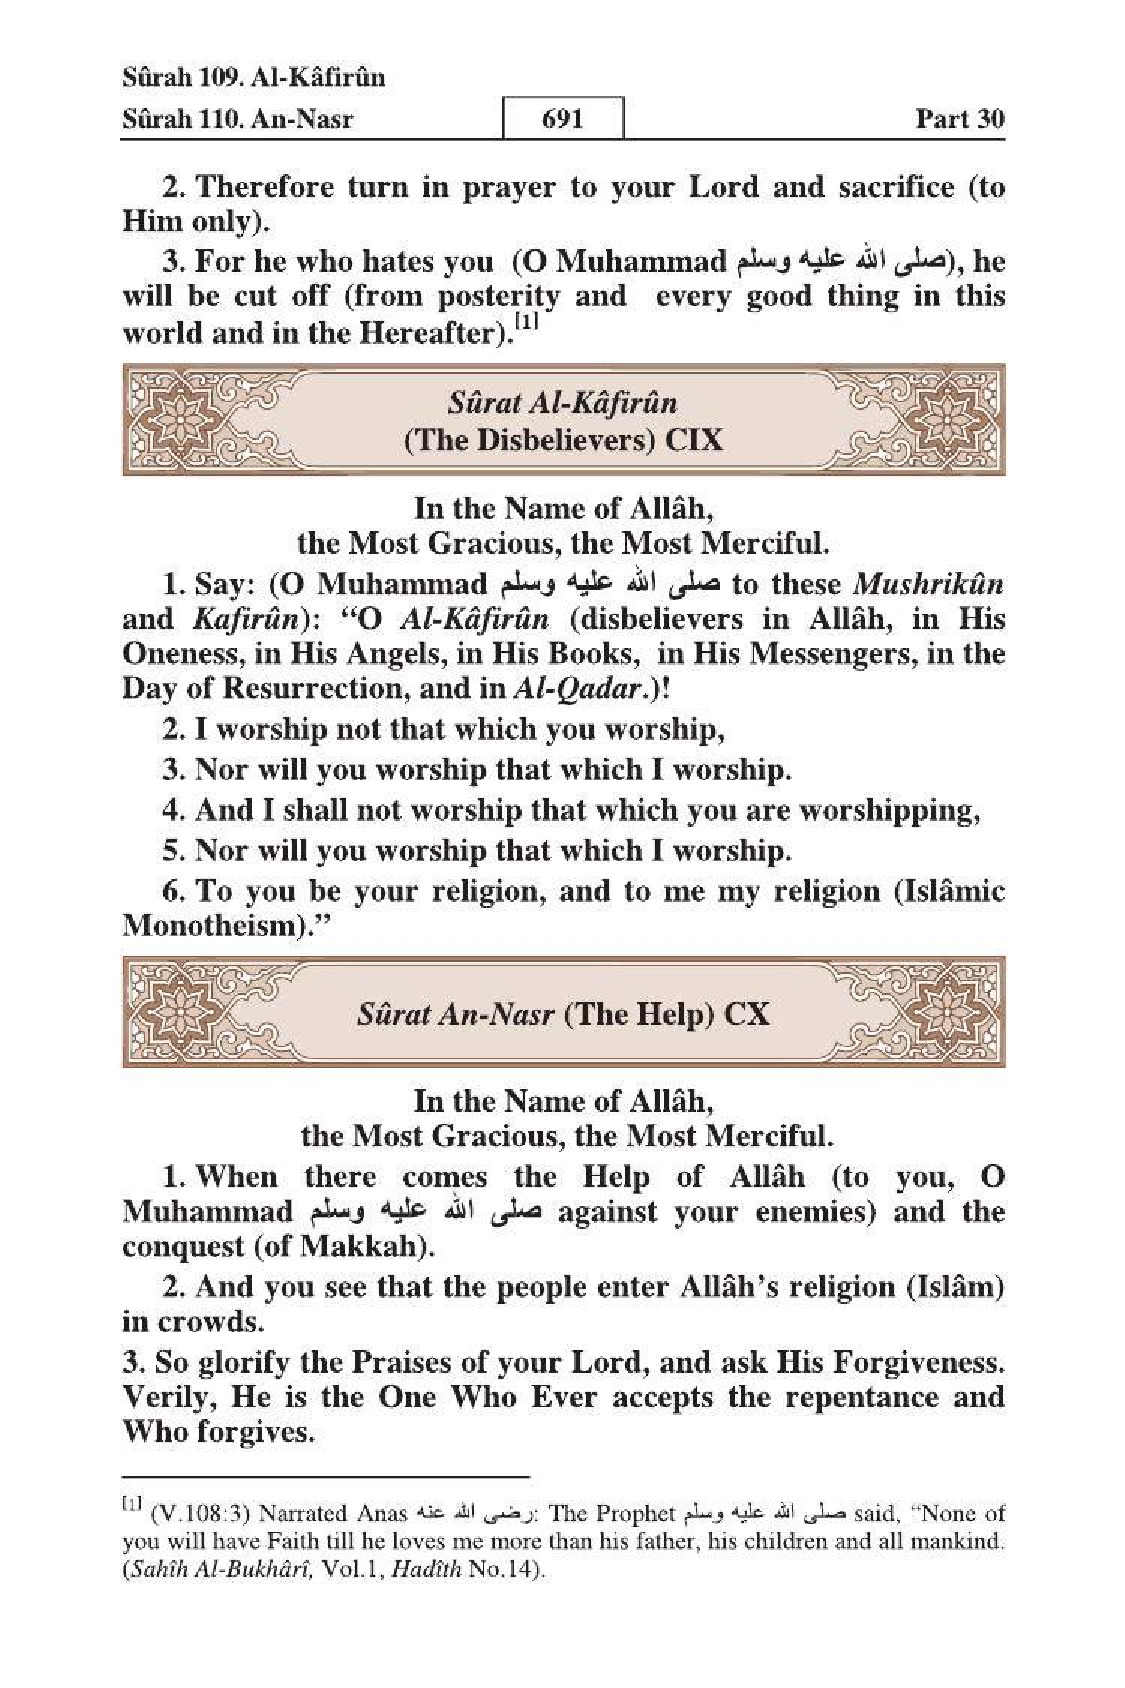 Sûrah 109. Al-Kâfirûn
Sûrah 110. An-Nasr 691 Part 30
2. Therefore turn in prayer to your Lord and sacrifice (to
Him only).
3. For he who hates you (O Muhammad صلى الله عليه وسلم), he
will be cut off (from posterity and every good thing in this
world and in the Hereafter).[1]
Sûrat Al-Kâfirûn
(The Disbelievers) CIX
In the Name of Allâh,
the Most Gracious, the Most Merciful.
1. Say: (O Muhammad صلى الله عليه وسلم to these Mushrikûn
and Kafirûn): “O Al-Kâfirûn (disbelievers in Allâh, in His
Oneness, in His Angels, in His Books, in His Messengers, in the
Day of Resurrection, and in Al-Qadar.)!
2. I worship not that which you worship,
3. Nor will you worship that which I worship.
4. And I shall not worship that which you are worshipping,
5. Nor will you worship that which I worship.
6. To you be your religion, and to me my religion (Islâmic
Monotheism).”
Sûrat An-Nasr (The Help) CX
In the Name of Allâh,
the Most Gracious, the Most Merciful.
1. When there comes the Help of Allâh (to you, O
Muhammad صلى الله عليه وسلم against your enemies) and the
conquest (of Makkah).
2. And you see that the people enter Allâh’s religion (Islâm)
in crowds.
3. So glorify the Praises of your Lord, and ask His Forgiveness.
Verily, He is the One Who Ever accepts the repentance and
Who forgives.
[1] (V.108:3) Narrated Anas رضى الله عنه: The Prophet صلى الله عليه وسلم said, “None of
you will have Faith till he loves me more than his father, his children and all mankind.
(Sahîh Al-Bukhârî, Vol.1, Hadîth No.14).